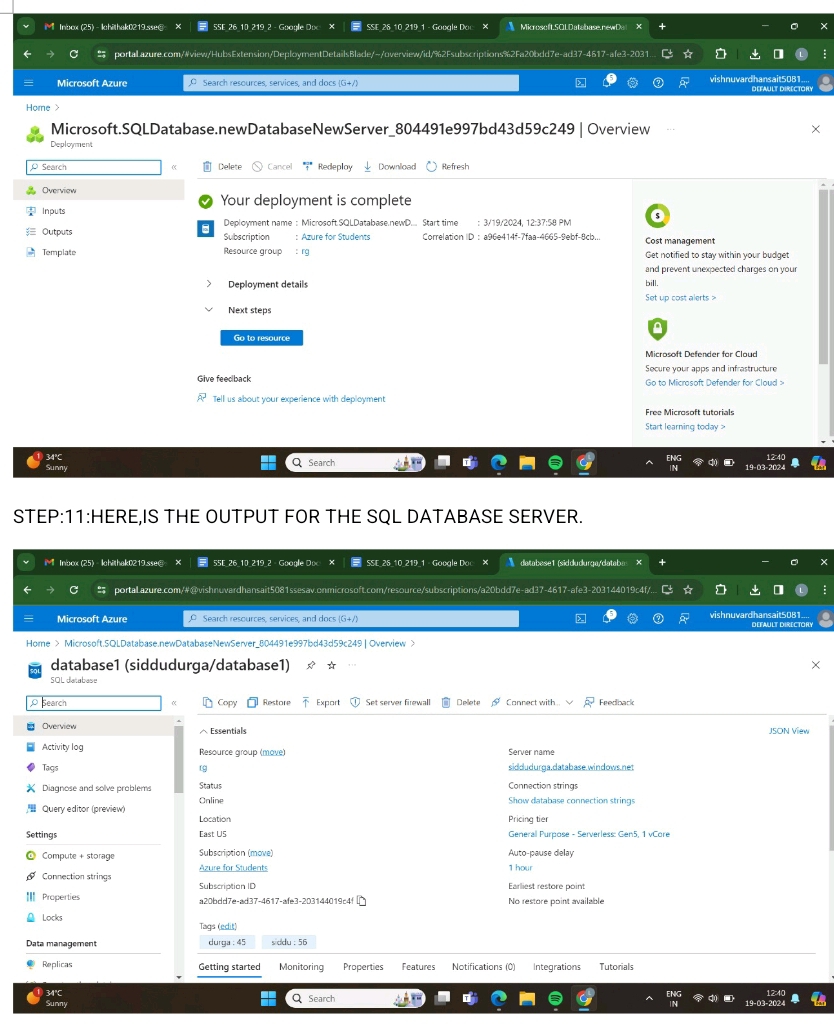 Inbox (25) - lohithak0219.sse@
SSE_26_10_219_2 - Google Doc
SSE_26_10_219_1 - Google Doc
Microsoft.SQLDatabase.newDat
portal.azure.com/#view/HubsExtension/DeploymentDetailsBlade/~/overview/id/%2Fsubscriptions%2Fa20bdd7e-ad37-4617-afe3-2031...
L
Microsoft Azure
Search resources, services, and docs (G+/)
5
vishnuvardhansait5081....
DEFAULT DIRECTORY
Home >
Microsoft.SQLDatabase.newDatabaseNewServer_804491e997bd43d59c249 | Overview ...
Deployment
Search
«
Delete Cancel Redeploy Download Refresh
Overview
Inputs
Outputs
Template
Your deployment is complete
Deployment name : Microsoft.SQLDatabase.newD... Start time : 3/19/2024, 12:37:58 PM
Subscription : Azure for Students Correlation ID : a96e414f-7faa-4665-9ebf-8cb...
Resource group : rg
Deployment details
Next steps
Go to resource
Give feedback
Tell us about your experience with deployment
$
Cost management
Get notified to stay within your budget
and prevent unexpected charges on your
bill.
Set up cost alerts >
Microsoft Defender for Cloud
Secure your apps and infrastructure
Go to Microsoft Defender for Cloud >
Free Microsoft tutorials
Start learning today >
1
34°C
Sunny
Search
ENG
IN
12:40
19-03-2024
STEP:11:HERE,IS THE OUTPUT FOR THE SQL DATABASE SERVER.
Inbox (25) - lohithak0219.sse@
SSE_26_10_219_2 - Google Doc
SSE_26_10_219_1 - Google Doc
database1 (siddudurga/databa
portal.azure.com/#@vishnuvardhansait5081ssesav.onmicrosoft.com/resource/subscriptions/a20bdd7e-ad37-4617-afe3-203144019c4f/...
L
Microsoft Azure
Search resources, services, and docs (G+/)
5
vishnuvardhansait5081....
DEFAULT DIRECTORY
Home > Microsoft.SQLDatabase.newDatabaseNewServer_804491e997bd43d59c249 | Overview >
SQL
database1 (siddudurga/database1) ...
SQL database
Search
«
Copy Restore Export Set server firewall Delete Connect with... Feedback
Overview
Activity log
Tags
Diagnose and solve problems
Query editor (preview)
Settings
Compute + storage
Connection strings
Properties
Locks
Data management
Replicas
Essentials
JSON View
Resource group (move)
rg
Status
Online
Location
East US
Subscription (move)
Azure for Students
Subscription ID
a20bdd7e-ad37-4617-afe3-203144019c4f
Server name
siddudurga.database.windows.net
Connection strings
Show database connection strings
Pricing tier
General Purpose - Serverless: Gen5, 1 vCore
Auto-pause delay
1 hour
Earliest restore point
No restore point available
Tags (edit)
durga : 45 siddu : 56
Getting started Monitoring Properties Features Notifications (0) Integrations Tutorials
1
34°C
Sunny
Search
ENG
IN
12:40
19-03-2024